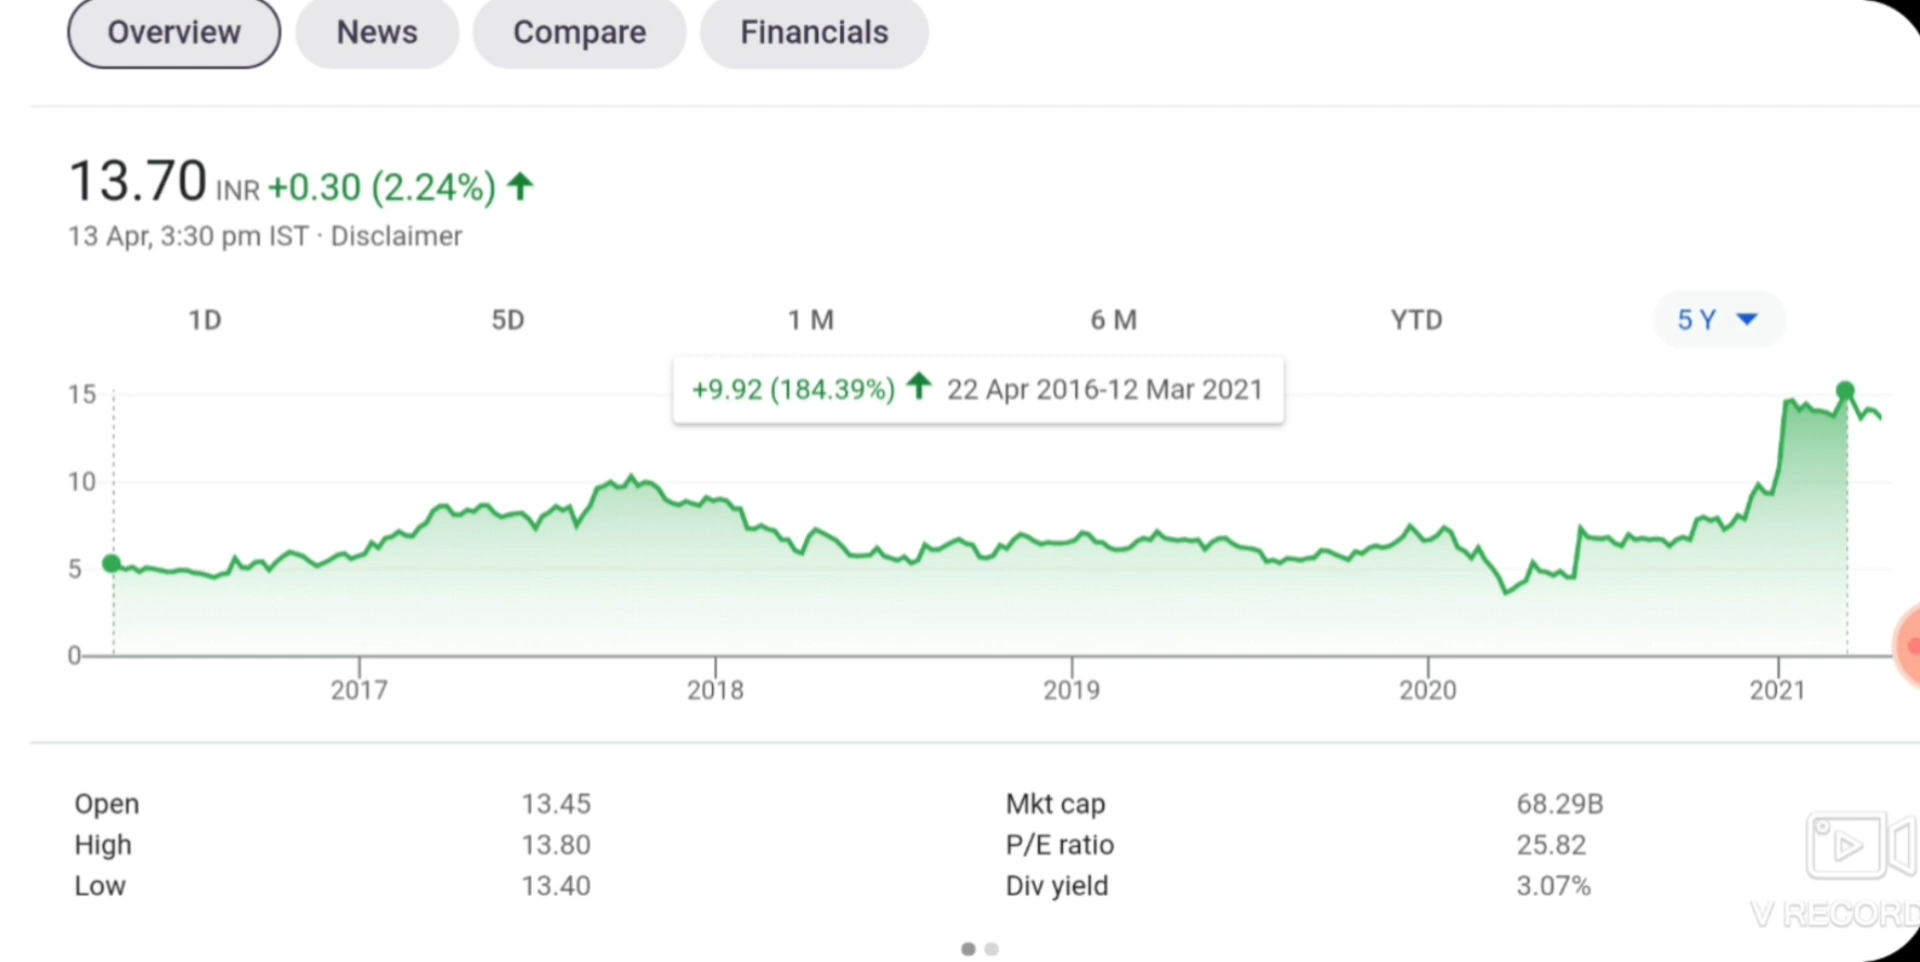 Overview News Compare Financials
13.70 INR +0.30 (2.24%)
13 Apr, 3:30 pm IST · Disclaimer
1D 5D 1 M 6 M YTD 5 Y
+9.92 (184.39%) 22 Apr 2016-12 Mar 2021
15
10
5
0
2017 2018 2019 2020 2021
Open 13.45 Mkt cap 68.29B
High 13.80 P/E ratio 25.82
Low 13.40 Div yield 3.07%
V RECORD